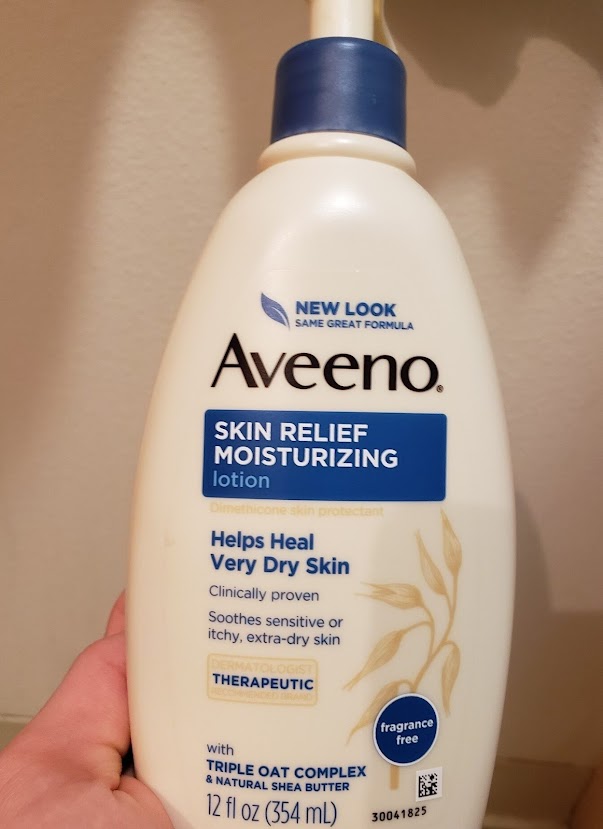 NEW LOOK
SAME GREAT FORMULA
Aveeno®
SKIN RELIEF
MOISTURIZING
lotion
Dimethicone skin protectant
Helps Heal
Very Dry Skin
Clinically proven
Soothes sensitive or
itchy, extra-dry skin
DERMATOLOGIST
THERAPEUTIC
RECOMMENDED BRAND
fragrance
free
with
TRIPLE OAT COMPLEX
& NATURAL SHEA BUTTER
12 fl oz (354 mL)
30041825